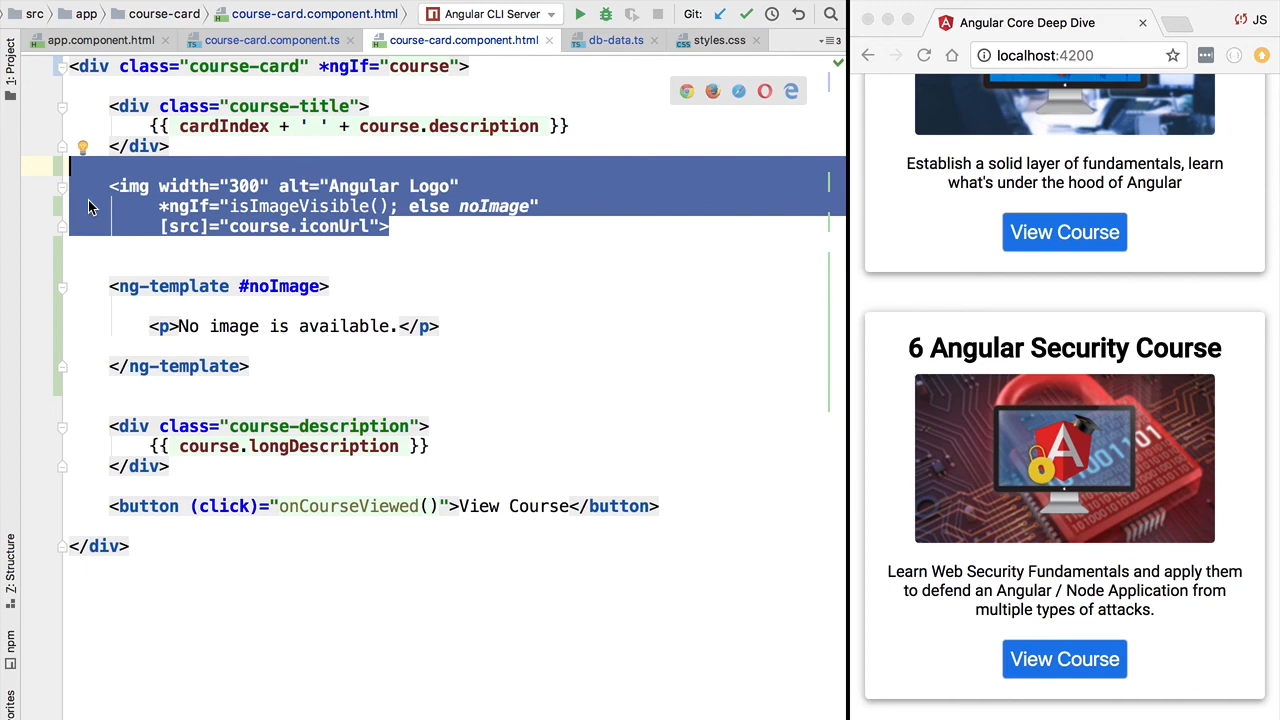 src
app
course-card
course-card.component.html
Angular CLI Server
Git:
app.component.html
course-card.component.ts
course-card.component.html
db-data.ts
styles.css
3
1: Project
Z: Structure
npm
<div class="course-card" *ngIf="course">
<div class="course-title">
{{ cardIndex + ' ' + course.description }}
</div>
<img width="300" alt="Angular Logo"
*ngIf="isImageVisible(); else noImage"
[src]="course.iconUrl">
<ng-template #noImage>
<p>No image is available.</p>
</ng-template>
<div class="course-description">
{{ course.longDescription }}
</div>
<button (click)="onCourseViewed()">View Course</button>
</div>
Angular Core Deep Dive
JS
localhost:4200
Establish a solid layer of fundamentals, learn
what's under the hood of Angular
View Course
6 Angular Security Course
Learn Web Security Fundamentals and apply them
to defend an Angular / Node Application from
multiple types of attacks.
View Course